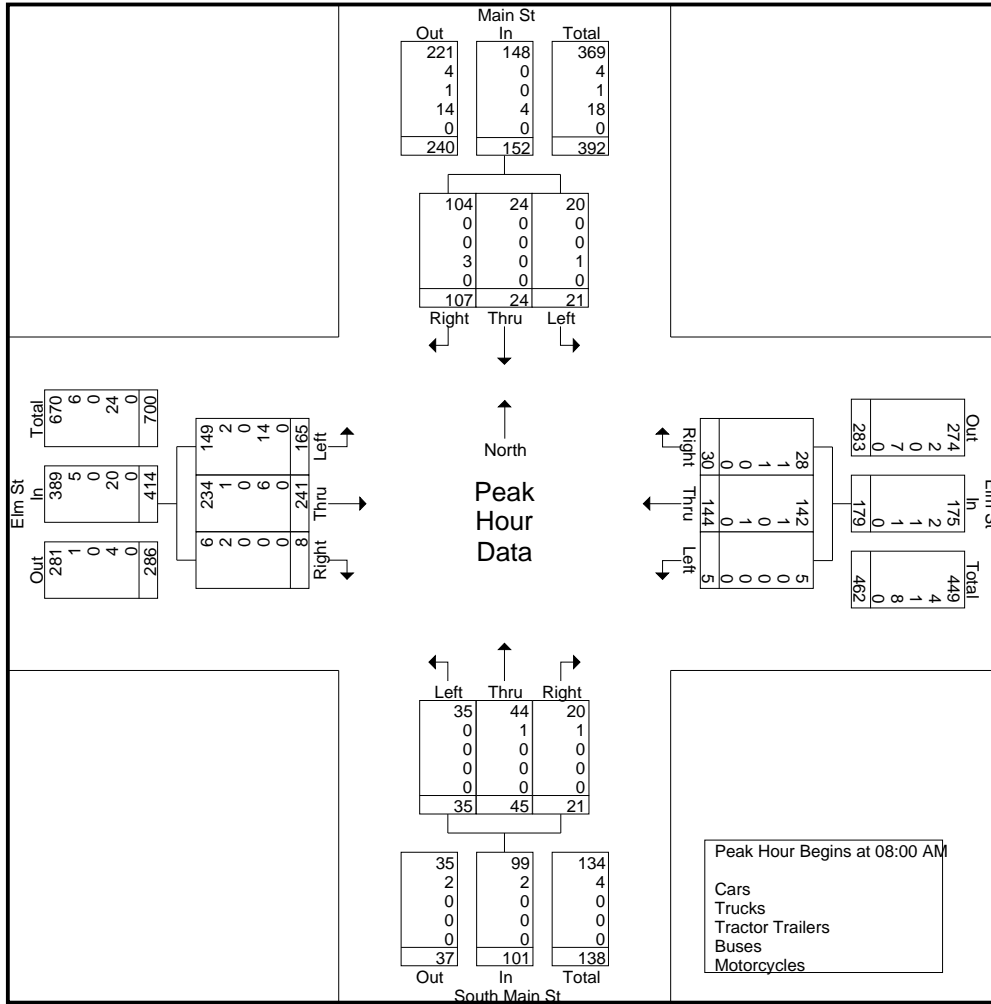 Main St
Out In Total
221 148 369
4 0 4
1 0 1
14 4 18
0 0 0
240 152 392
104 24 20
0 0 0
0 0 0
3 0 1
0 0 0
107 24 21
Right Thru Left
Elm St
Total 670 6 0 24 0 700
In 389 5 0 20 0 414
Out 281 1 0 4 0 286
149 2 0 14 0 165 Left
234 1 0 6 0 241 Thru
6 2 0 0 0 8 Right
North
Peak
Hour
Data
Right 28 1 1 0 0 30
Thru 142 1 0 1 0 144
Left 5 0 0 0 0 5
Out 274 2 0 7 0 283
In 175 2 1 1 0 179
Total 449 4 1 8 0 462
Elm St
Left Thru Right
35 44 20
0 1 1
0 0 0
0 0 0
0 0 0
35 45 21
35 99 134
2 2 4
0 0 0
0 0 0
0 0 0
37 101 138
Out In Total
South Main St
Peak Hour Begins at 08:00 AM
Cars
Trucks
Tractor Trailers
Buses
Motorcycles